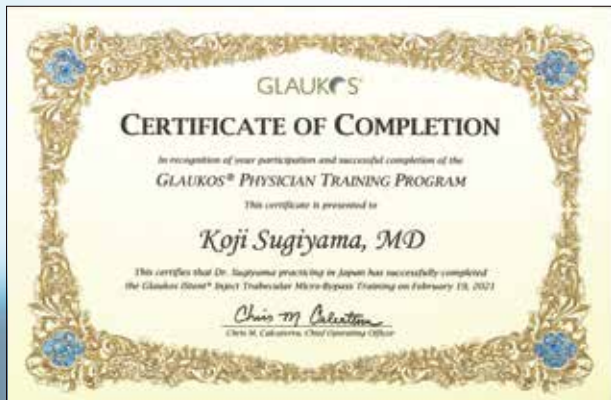 GLAUKOS®
CERTIFICATE OF COMPLETION
In recognition of your participation and successful completion of the
GLAUKOS® PHYSICIAN TRAINING PROGRAM
This certificate is presented to
Koji Sugiyama, MD
This certifies that Dr. Sugiyama practicing in Japan has successfully completed
the Glaukos iStent® Inject Trabecular Micro-Bypass Training on February 19, 2021
Chris M Calcaterra
Chris M. Calcaterra, Chief Operating Officer